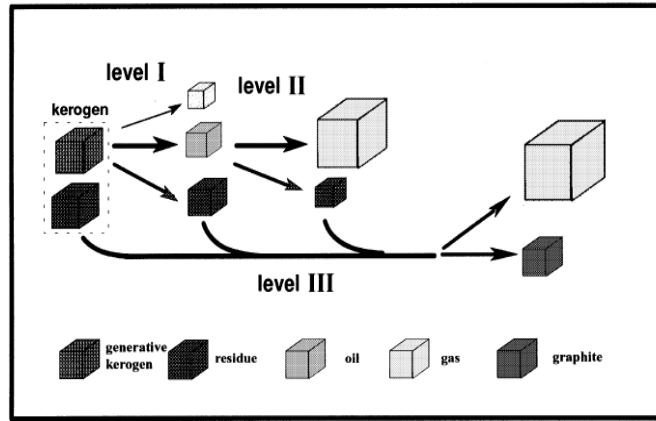 level I
level II
kerogen
level III
generative
kerogen
residue
oil
gas
graphite